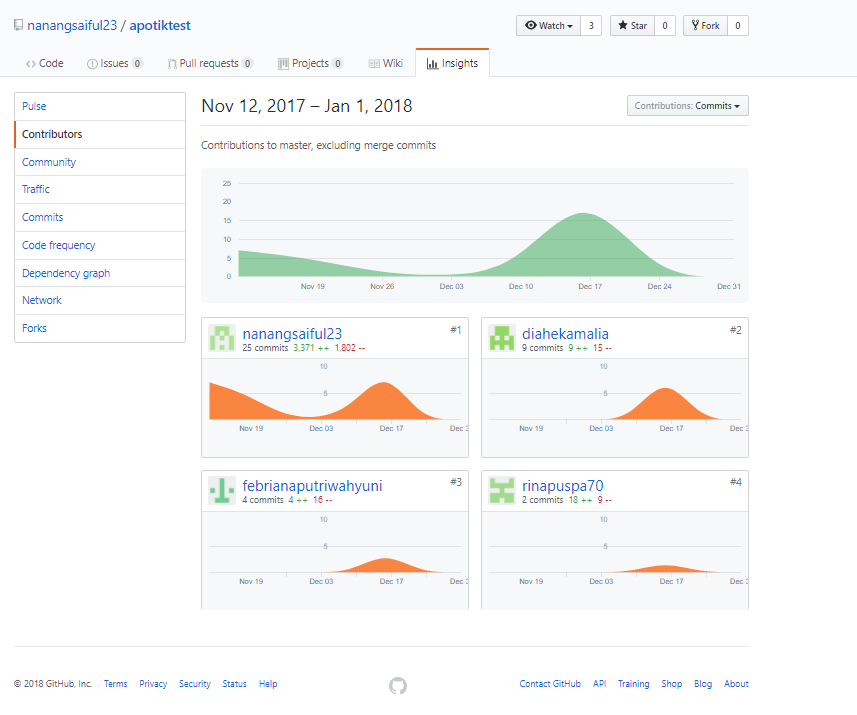 nanangsaiful23 / apotiktest
Watch 3 Star 0 Fork 0
Code Issues 0 Pull requests 0 Projects 0 Wiki Insights
Pulse
Contributors
Community
Traffic
Commits
Code frequency
Dependency graph
Network
Forks
Nov 12, 2017 – Jan 1, 2018
Contributions: Commits
Contributions to master, excluding merge commits
25
20
15
10
5
0
Nov 19 Nov 26 Dec 03 Dec 10 Dec 17 Dec 24 Dec 31
nanangsaiful23 #1
25 commits 3,371 ++ 1,802 --
10
5
Nov 19 Dec 03 Dec 17 Dec 3
diahekamalia #2
9 commits 9 ++ 15 --
10
5
Nov 19 Dec 03 Dec 17 Dec 3
febrianaputriwahyuni #3
4 commits 4 ++ 16 --
10
5
Nov 19 Dec 03 Dec 17 Dec 3
rinapuspa70 #4
2 commits 18 ++ 9 --
10
5
Nov 19 Dec 03 Dec 17 Dec 3
© 2018 GitHub, Inc. Terms Privacy Security Status Help
Contact GitHub API Training Shop Blog About